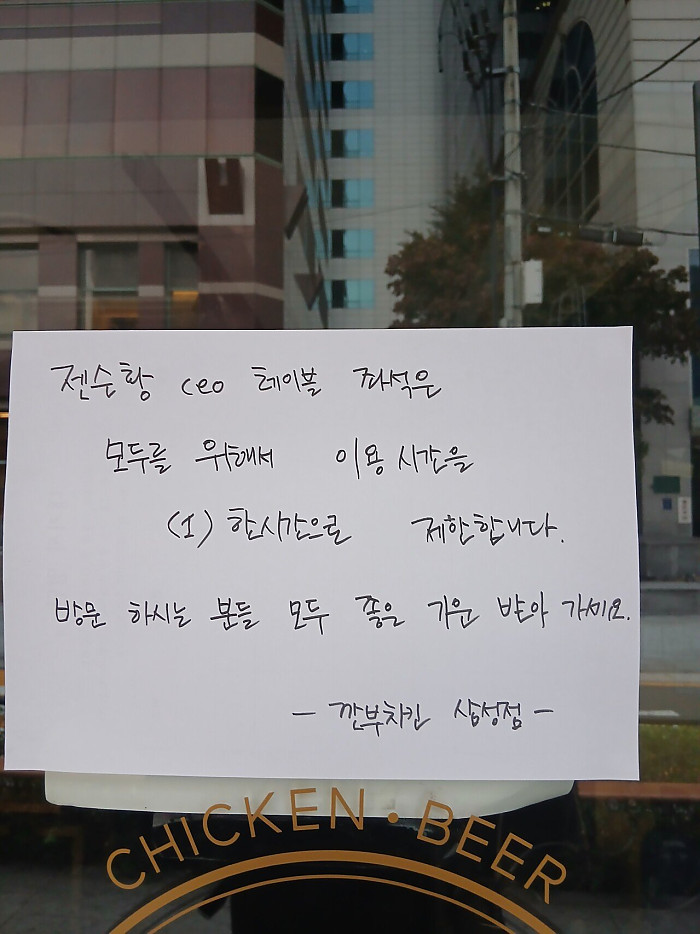 젠슨황 CEO 테이블 좌석은
모두를 위해서 이용 시간을
(1) 한시간으로 제한합니다.
방문 하시는 분들 모두 좋은 기운 받아 가세요.
- 깐부치킨 삼성점 -
CHICKEN • BEER